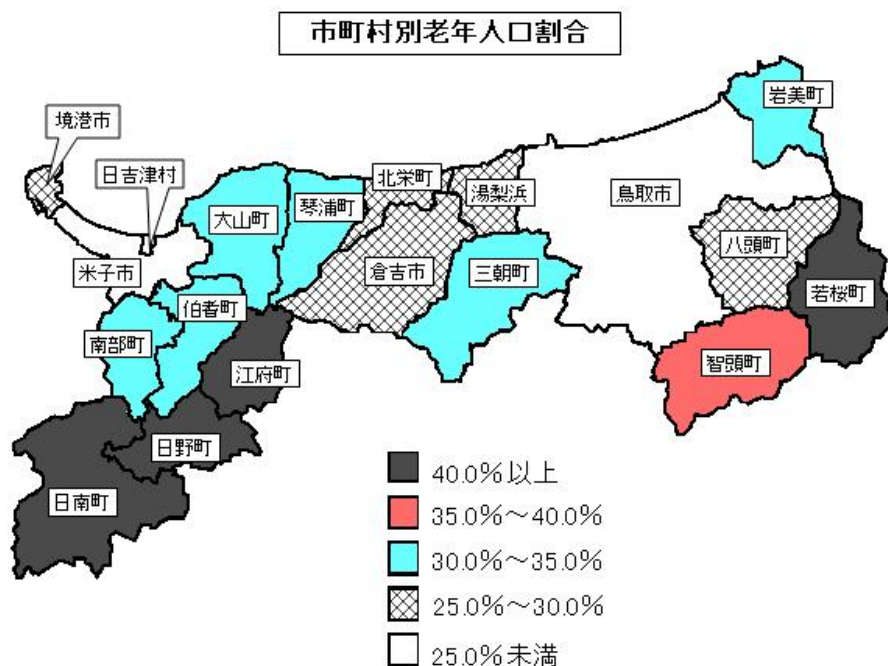 市町村別老年人口割合
岩美町
境港市
日吉津村
北栄町
湯梨浜
鳥取市
大山町
琴浦町
八頭町
米子市
倉吉市
三朝町
若桜町
伯耆町
南部町
江府町
智頭町
日野町
日南町
40.0%以上
35.0%～40.0%
30.0%～35.0%
25.0%～30.0%
25.0%未満